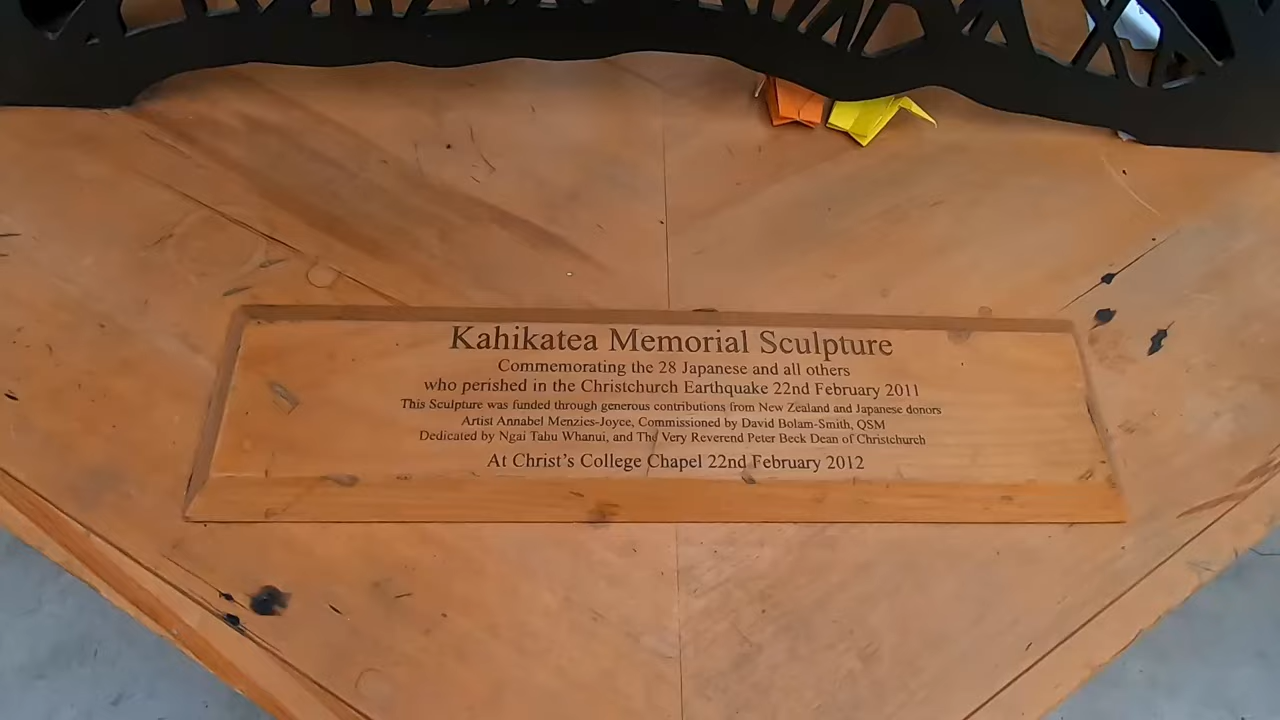 Kahikatea Memorial Sculpture
Commemorating the 28 Japanese and all others
who perished in the Christchurch Earthquake 22nd February 2011
This Sculpture was funded through generous contributions from New Zealand and Japanese donors
Artist Annabel Menzies-Joyce, Commissioned by David Bolam-Smith, QSM
Dedicated by Ngai Tahu Whanui, and The Very Reverend Peter Beck Dean of Christchurch
At Christ's College Chapel 22nd February 2012